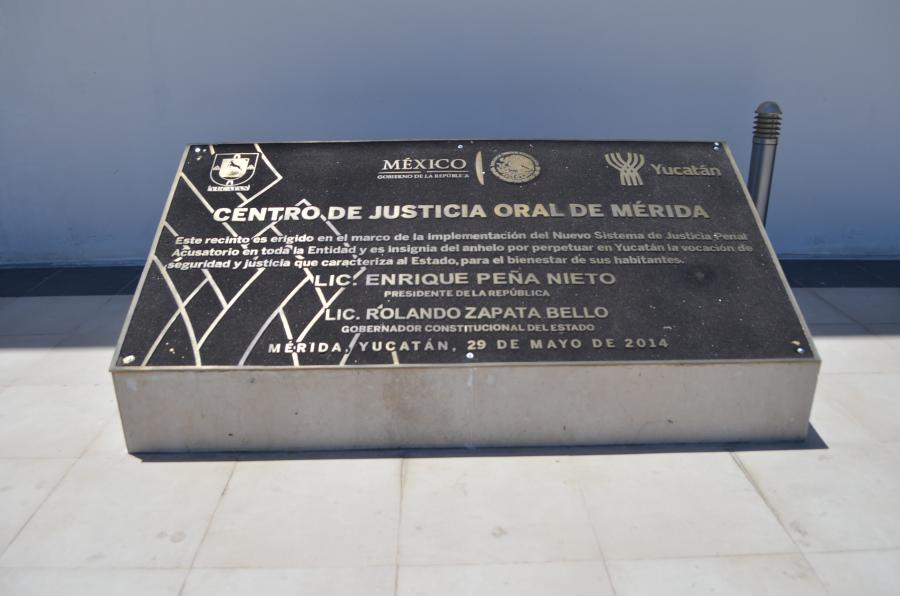 YUCATÁN
MÉXICO
GOBIERNO DE LA REPÚBLICA
Yucatán
CENTRO DE JUSTICIA ORAL DE MÉRIDA
Este recinto es erigido en el marco de la implementación del Nuevo Sistema de Justicia Penal
Acusatorio en toda la Entidad y es insignia del anhelo por perpetuar en Yucatán la vocación de
seguridad y justicia que caracteriza al Estado, para el bienestar de sus habitantes.
LIC. ENRIQUE PEÑA NIETO
PRESIDENTE DE LA REPÚBLICA
LIC. ROLANDO ZAPATA BELLO
GOBERNADOR CONSTITUCIONAL DEL ESTADO
MÉRIDA, YUCATÁN, 29 DE MAYO DE 2014